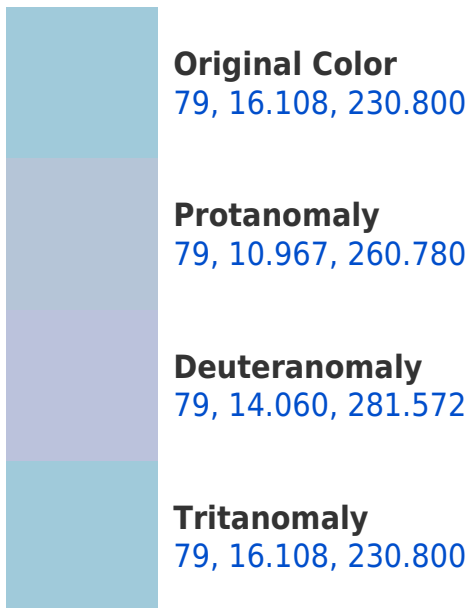 Original Color
79, 16.108, 230.800
Protanomaly
79, 10.967, 260.780
Deuteranomaly
79, 14.060, 281.572
Tritanomaly
79, 16.108, 230.800